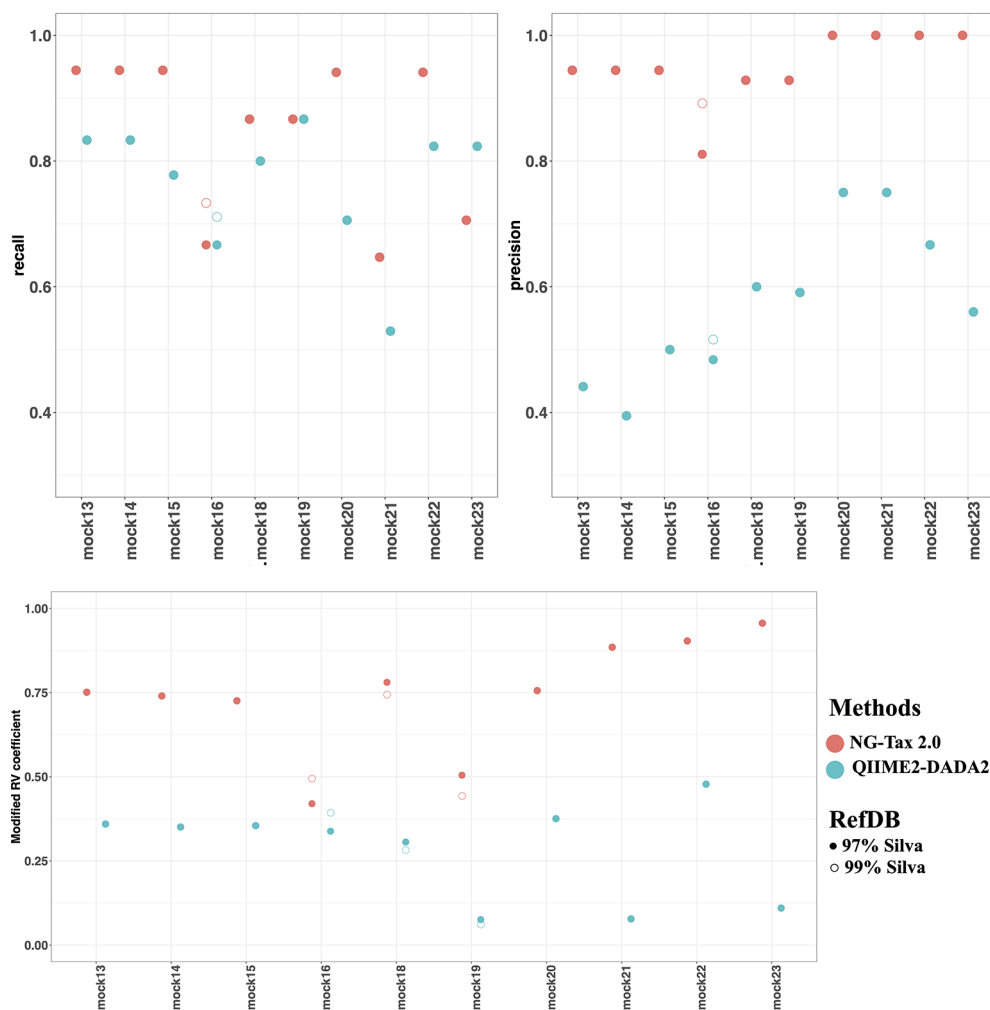 recall
1.0
0.8
0.6
0.4
mock13
mock14
mock15
mock16
mock18
mock19
mock20
mock21
mock22
mock23
precision
1.0
0.8
0.6
0.4
mock13
mock14
mock15
mock16
mock18
mock19
mock20
mock21
mock22
mock23
Modified RV coefficient
1.00
0.75
0.50
0.25
0.00
mock13
mock14
mock15
mock16
mock18
mock19
mock20
mock21
mock22
mock23
Methods
NG-Tax 2.0
QIIME2-DADA2
RefDB
97% Silva
99% Silva